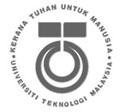 KERANA TUHAN UNTUK MANUSIA
UNIVERSITI TEKNOLOGI MALAYSIA